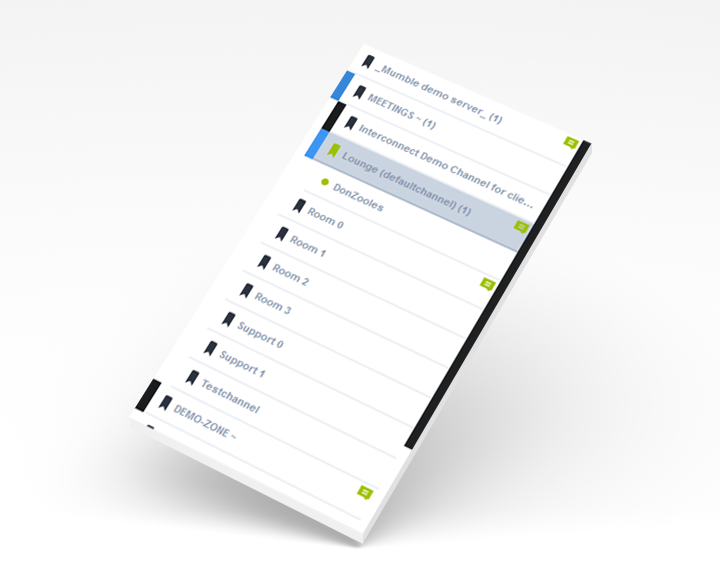 _Mumble demo server_ (1)
MEETINGS ~ (1)
Interconnect Demo Channel for clie...
Lounge (defaultchannel) (1)
DonZooles
Room 0
Room 1
Room 2
Room 3
Support 0
Support 1
Testchannel
DEMO-ZONE ~